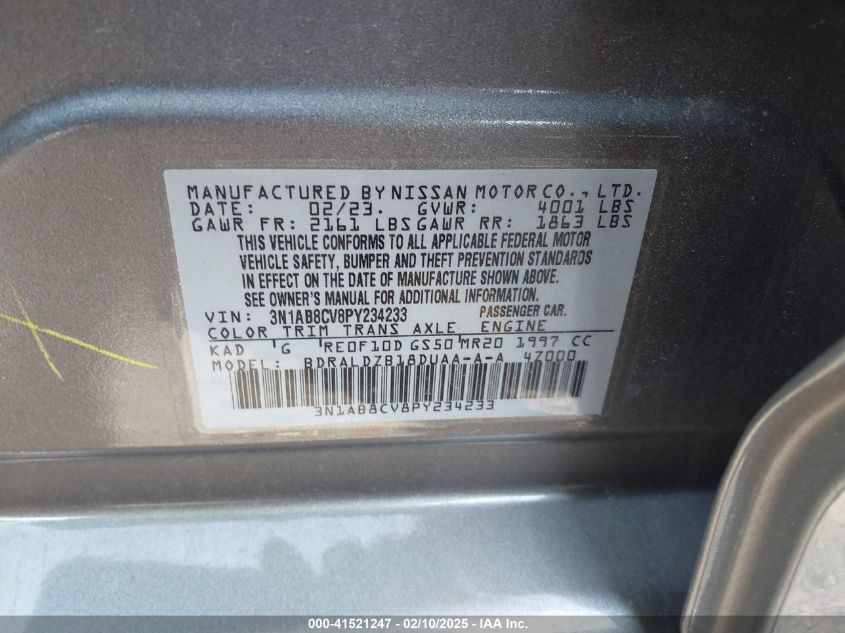 MANUFACTURED BY NISSAN MOTOR CO., LTD.
DATE: 02/23. GVWR: 4001 LBS
GAWR FR: 2161 LBS GAWR RR: 1863 LBS
THIS VEHICLE CONFORMS TO ALL APPLICABLE FEDERAL MOTOR
VEHICLE SAFETY, BUMPER AND THEFT PREVENTION STANDARDS
IN EFFECT ON THE DATE OF MANUFACTURE SHOWN ABOVE.
SEE OWNER'S MANUAL FOR ADDITIONAL INFORMATION.
VIN: 3N1AB8CV8PY234233 PASSENGER CAR.
COLOR TRIM TRANS AXLE ENGINE
KAD G RE0F10D GS50 MR20 1997 CC
MODEL: BDRALDZB18DUAA-A-A 4Z000
3N1AB8CV8PY234233
000-41521247 - 02/10/2025 - IAA Inc.